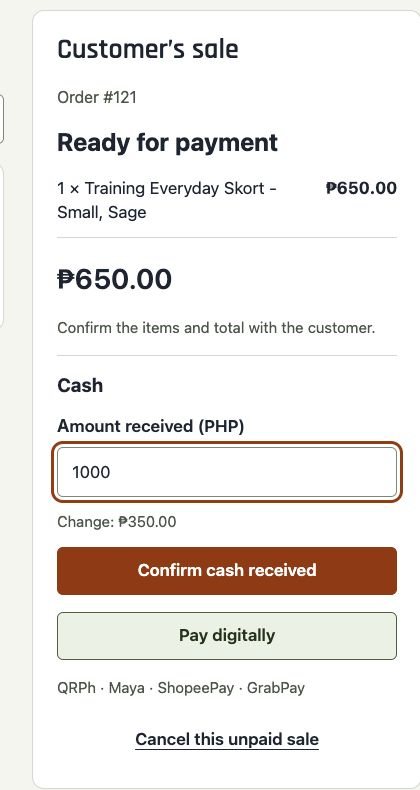 Customer's sale
Order #121
Ready for payment
1 × Training Everyday Skort - ₱650.00
Small, Sage
₱650.00
Confirm the items and total with the customer.
Cash
Amount received (PHP)
1000
Change: ₱350.00
Confirm cash received
Pay digitally
QRPh · Maya · ShopeePay · GrabPay
Cancel this unpaid sale